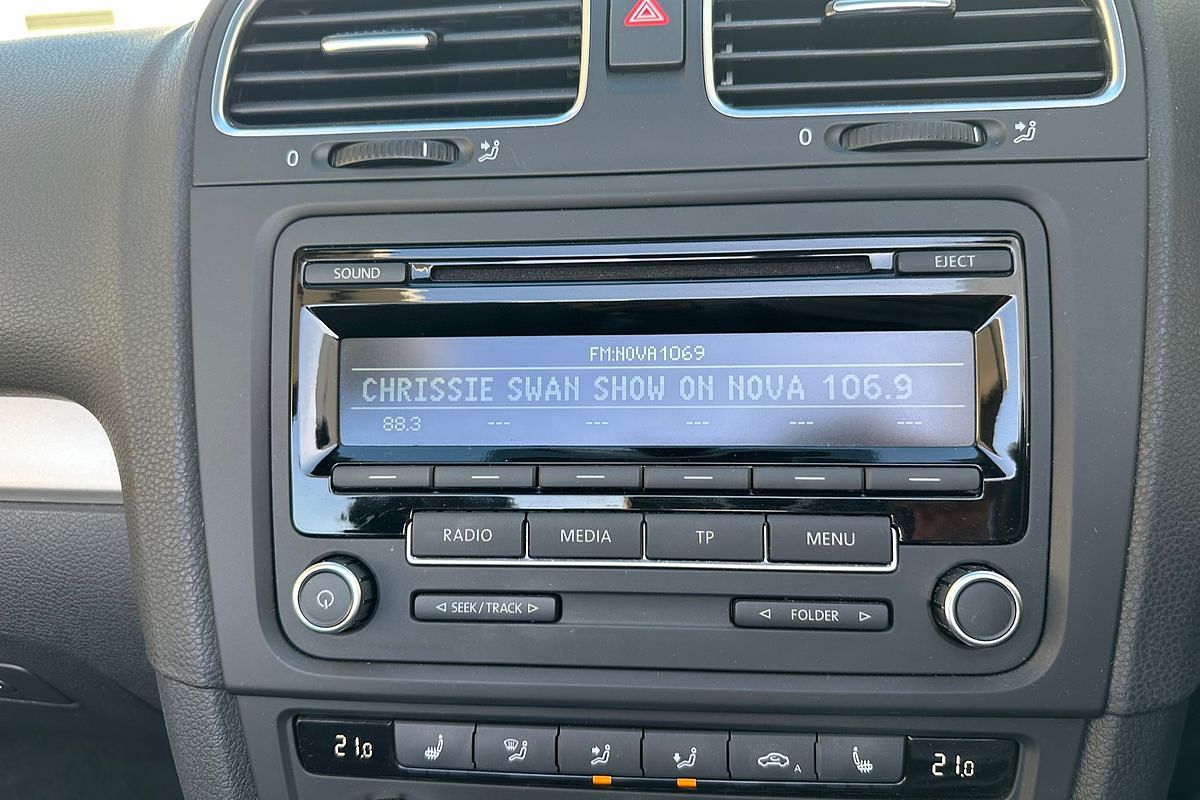 0
0
SOUND
EJECT
FM:NOVA1069
CHRISSIE SWAN SHOW ON NOVA 106.9
88.3 --- --- --- --- ---
RADIO MEDIA TP MENU
SEEK/TRACK
FOLDER
21.0
A
21.0